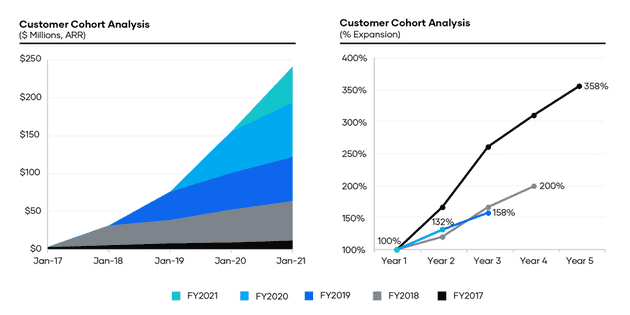 Customer Cohort Analysis
($ Millions, ARR)
$250
$200
$150
$100
$50
$0
Jan-17
Jan-18
Jan-19
Jan-20
Jan-21
Customer Cohort Analysis
(% Expansion)
400%
400%
350%
300%
250%
200%
150%
100%
358%
200%
158%
132%
100%
Year 1
Year 2
Year 3
Year 4
Year 5
FY2021
FY2020
FY2019
FY2018
FY2017